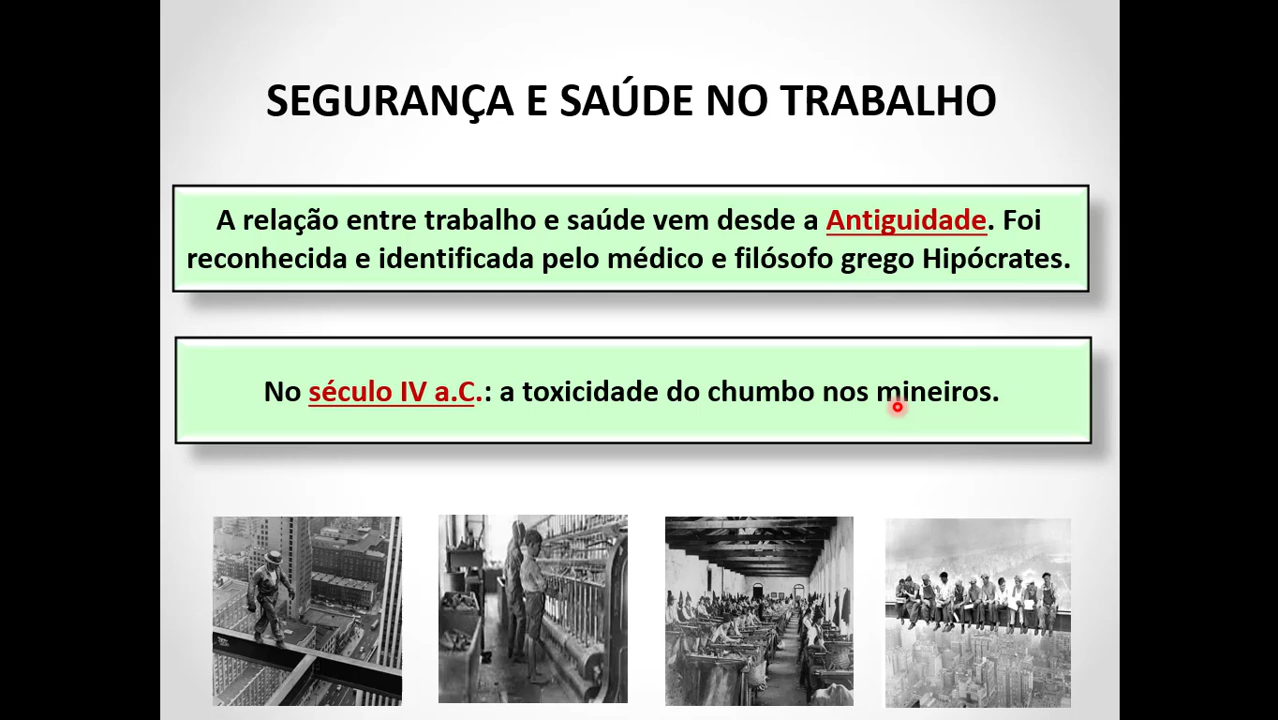 SEGURANÇA E SAÚDE NO TRABALHO
A relação entre trabalho e saúde vem desde a Antiguidade. Foi
reconhecida e identificada pelo médico e filósofo grego Hipócrates.
No século IV a.C.: a toxicidade do chumbo nos mineiros.